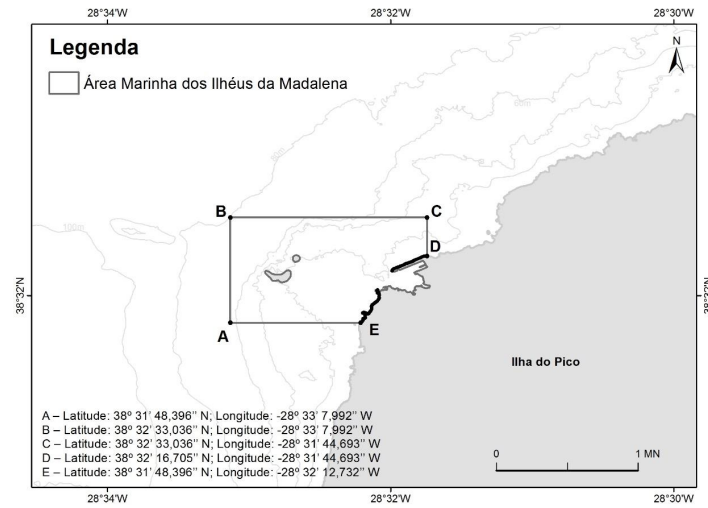 28°34'W 28°32'W 28°30'W
Legenda
Área Marinha dos Ilhéus da Madalena
N
100m
B C
D
38°32'N 38°32'N
A E
Ilha do Pico
A – Latitude: 38º 31' 48,396'' N; Longitude: -28º 33' 7,992'' W
B – Latitude: 38º 32' 33,036'' N; Longitude: -28º 33' 7,992'' W
C – Latitude: 38º 32' 33,036'' N; Longitude: -28º 31' 44,693'' W
D – Latitude: 38º 32' 16,705'' N; Longitude: -28º 31' 44,693'' W
E – Latitude: 38º 31' 48,396'' N; Longitude: -28º 32' 12,732'' W
0 1 MN
28°34'W 28°32'W 28°30'W